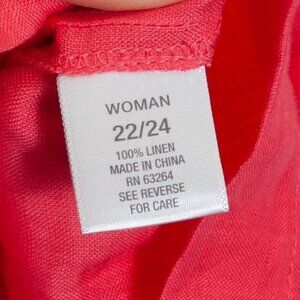 WOMAN
22/24
100% LINEN
MADE IN CHINA
RN 63264
SEE REVERSE
FOR CARE